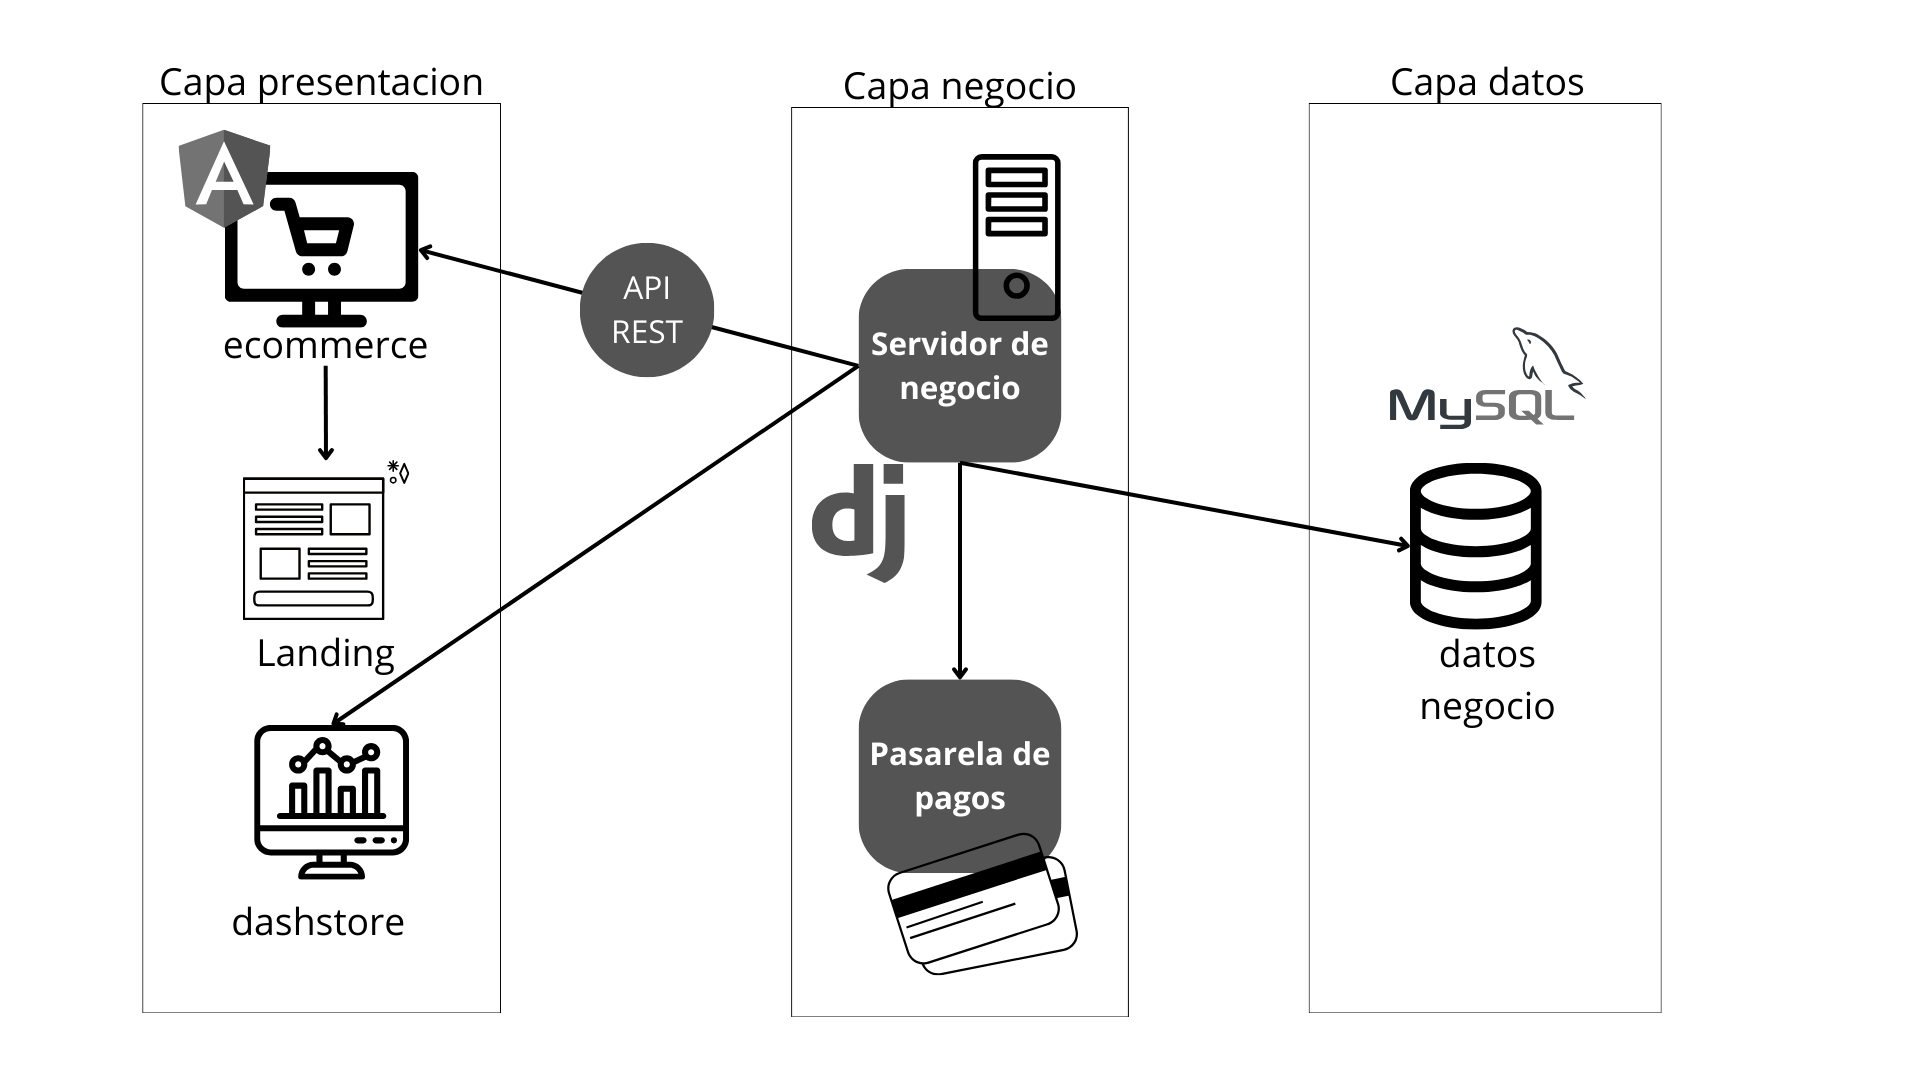 Capa presentacion
Capa negocio
Capa datos
A
ecommerce
API
REST
Servidor de
negocio
MySQL
dj
Landing
datos
negocio
Pasarela de
pagos
dashstore